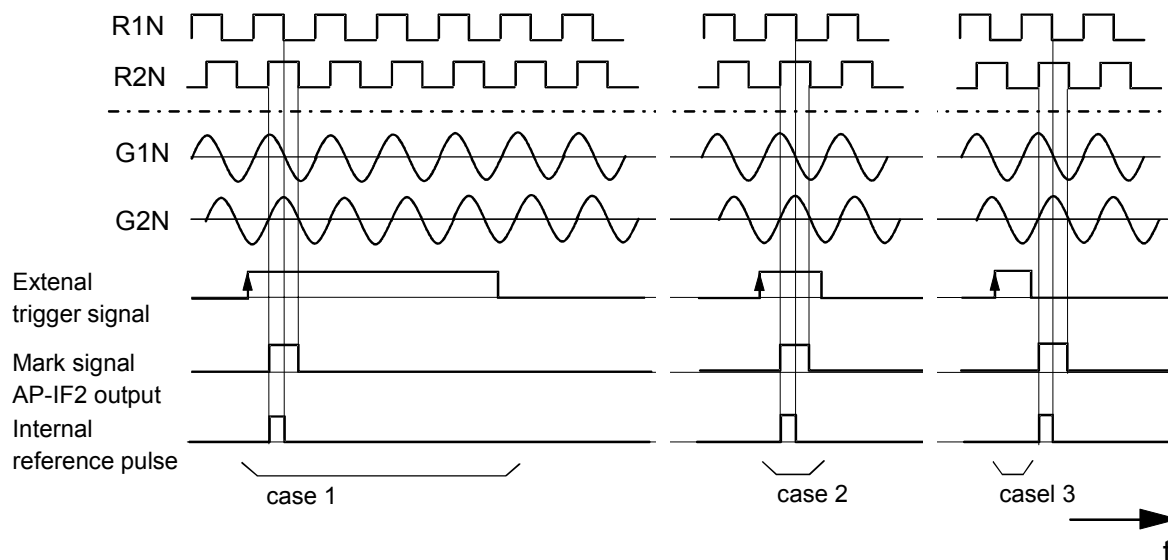 R1N
R2N
G1N
G2N
Extenal
trigger signal
Mark signal
AP-IF2 output
Internal
reference pulse
case 1
case 2
casel 3
t